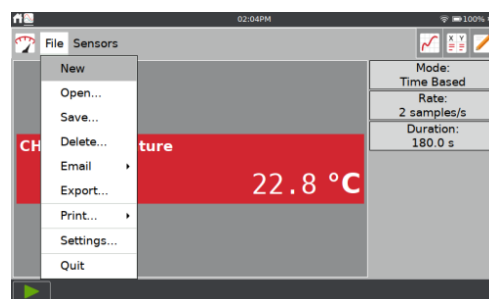 02:04PM
100%
File Sensors
X Y
New
Open...
Save...
Delete...
Email
Export...
Print...
Settings...
Quit
CH
ture
22.8 °C
Mode:
Time Based
Rate:
2 samples/s
Duration:
180.0 s